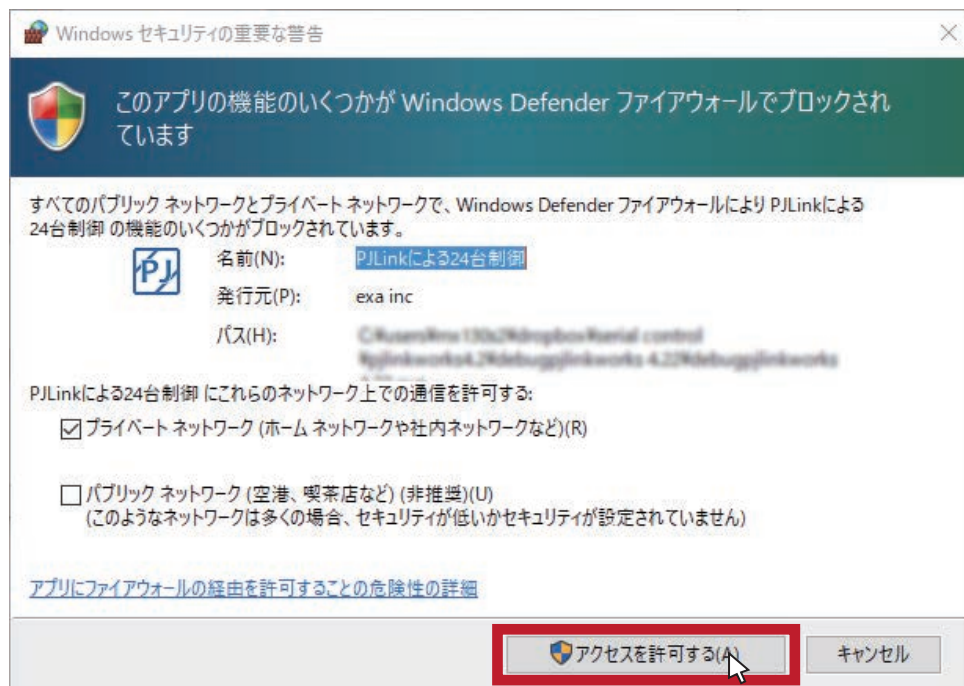 Windows セキュリティの重要な警告
このアプリの機能のいくつかが Windows Defender ファイアウォールでブロックされ
ています
すべてのパブリック ネットワークとプライベート ネットワークで、Windows Defender ファイアウォールにより PJLinkによる
24台制御 の機能のいくつかがブロックされています。
PJ
名前(N): PJLinkによる24台制御
発行元(P): exa inc
パス(H):
PJLinkによる24台制御 にこれらのネットワーク上での通信を許可する:
プライベート ネットワーク (ホーム ネットワークや社内ネットワークなど)(R)
パブリック ネットワーク (空港、喫茶店など) (非推奨)(U)
(このようなネットワークは多くの場合、セキュリティが低いかセキュリティが設定されていません)
アプリにファイアウォールの経由を許可することの危険性の詳細
アクセスを許可する(A) キャンセル